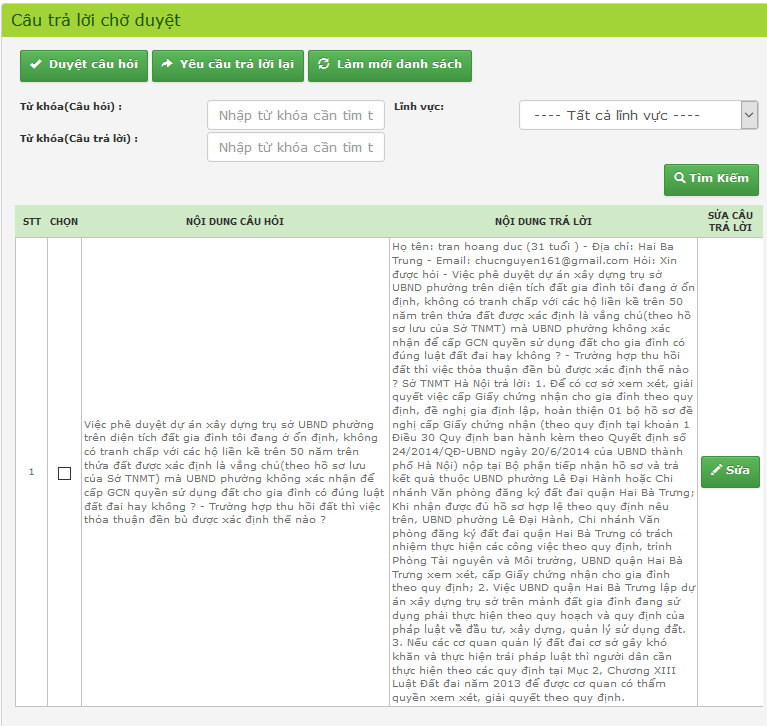 Câu trả lời chờ duyệt
Duyệt câu hỏi
Yêu cầu trả lời lại
Làm mới danh sách
Từ khóa(Câu hỏi) :
Nhập từ khóa cần tìm t
Lĩnh vực:
---- Tất cả lĩnh vực ----
Từ khóa(Câu trả lời) :
Nhập từ khóa cần tìm t
Tìm Kiếm
STT
CHỌN
NỘI DUNG CÂU HỎI
NỘI DUNG TRẢ LỜI
SỬA CÂU
TRẢ LỜI
1
Việc phê duyệt dự án xây dựng trụ sở UBND phường
trên diện tích đất gia đình tôi đang ở ổn định, không
có tranh chấp với các hộ liền kề trên 50 năm trên
thửa đất được xác định là vắng chủ(theo hồ sơ lưu
của Sở TNMT) mà UBND phường không xác nhận để
cấp GCN quyền sử dụng đất cho gia đình có đúng luật
đất đai hay không ? - Trường hợp thu hồi đất thì việc
thỏa thuận đền bù được xác định thế nào ?
Họ tên: tran hoang duc (31 tuổi ) - Địa chỉ: Hai Ba
Trung - Email: chucnguyen161@gmail.com Hỏi: Xin
được hỏi - Việc phê duyệt dự án xây dựng trụ sở
UBND phường trên diện tích đất gia đình tôi đang ở ổn
định, không có tranh chấp với các hộ liền kề trên 50
năm trên thửa đất được xác định là vắng chủ(theo hồ
sơ lưu của Sở TNMT) mà UBND phường không xác
nhận để cấp GCN quyền sử dụng đất cho gia đình có
đúng luật đất đai hay không ? - Trường hợp thu hồi
đất thì việc thỏa thuận đền bù được xác định thế nào
? Sở TNMT Hà Nội trả lời: 1. Để có cơ sở xem xét, giải
quyết việc cấp Giấy chứng nhận cho gia đình theo quy
định, đề nghị gia định lập, hoàn thiện 01 bộ hồ sơ đề
nghị cấp Giấy chứng nhận (theo quy định tại khoản 1
Điều 30 Quy định ban hành kèm theo Quyết định số
24/2014/QĐ-UBND ngày 20/6/2014 của UBND thành
phố Hà Nội) nộp tại Bộ phận tiếp nhận hồ sơ và trả
kết quả thuộc UBND phường Lê Đại Hành hoặc Chi
nhánh Văn phòng đăng ký đất đai quận Hai Bà Trưng;
Khi nhận được đủ hồ sơ hợp lệ theo quy định nêu
trên, UBND phường Lê Đại Hành, Chi nhánh Văn
phòng đăng ký đất đai quận Hai Bà Trưng có trách
nhiệm thực hiện các công việc theo quy định, trình
Phòng Tài nguyên và Môi trường, UBND quận Hai Bà
Trưng xem xét, cấp Giấy chứng nhận cho gia đình
theo quy định; 2. Việc UBND quận Hai Bà Trưng lập dự
án xây dựng trụ sở trên mảnh đất gia đình đang sử
dụng phải thực hiện theo quy hoạch và quy định của
pháp luật về đầu tư, xây dựng, quản lý sử dụng đất.
3. Nếu các cơ quan quản lý đất đai cơ sở gây khó
khăn và thực hiện trái pháp luật thì người dân cần
thực hiện theo các quy định tại Mục 2, Chương XIII
Luật Đất đai năm 2013 để được cơ quan có thẩm
quyền xem xét, giải quyết theo quy định.
Sửa